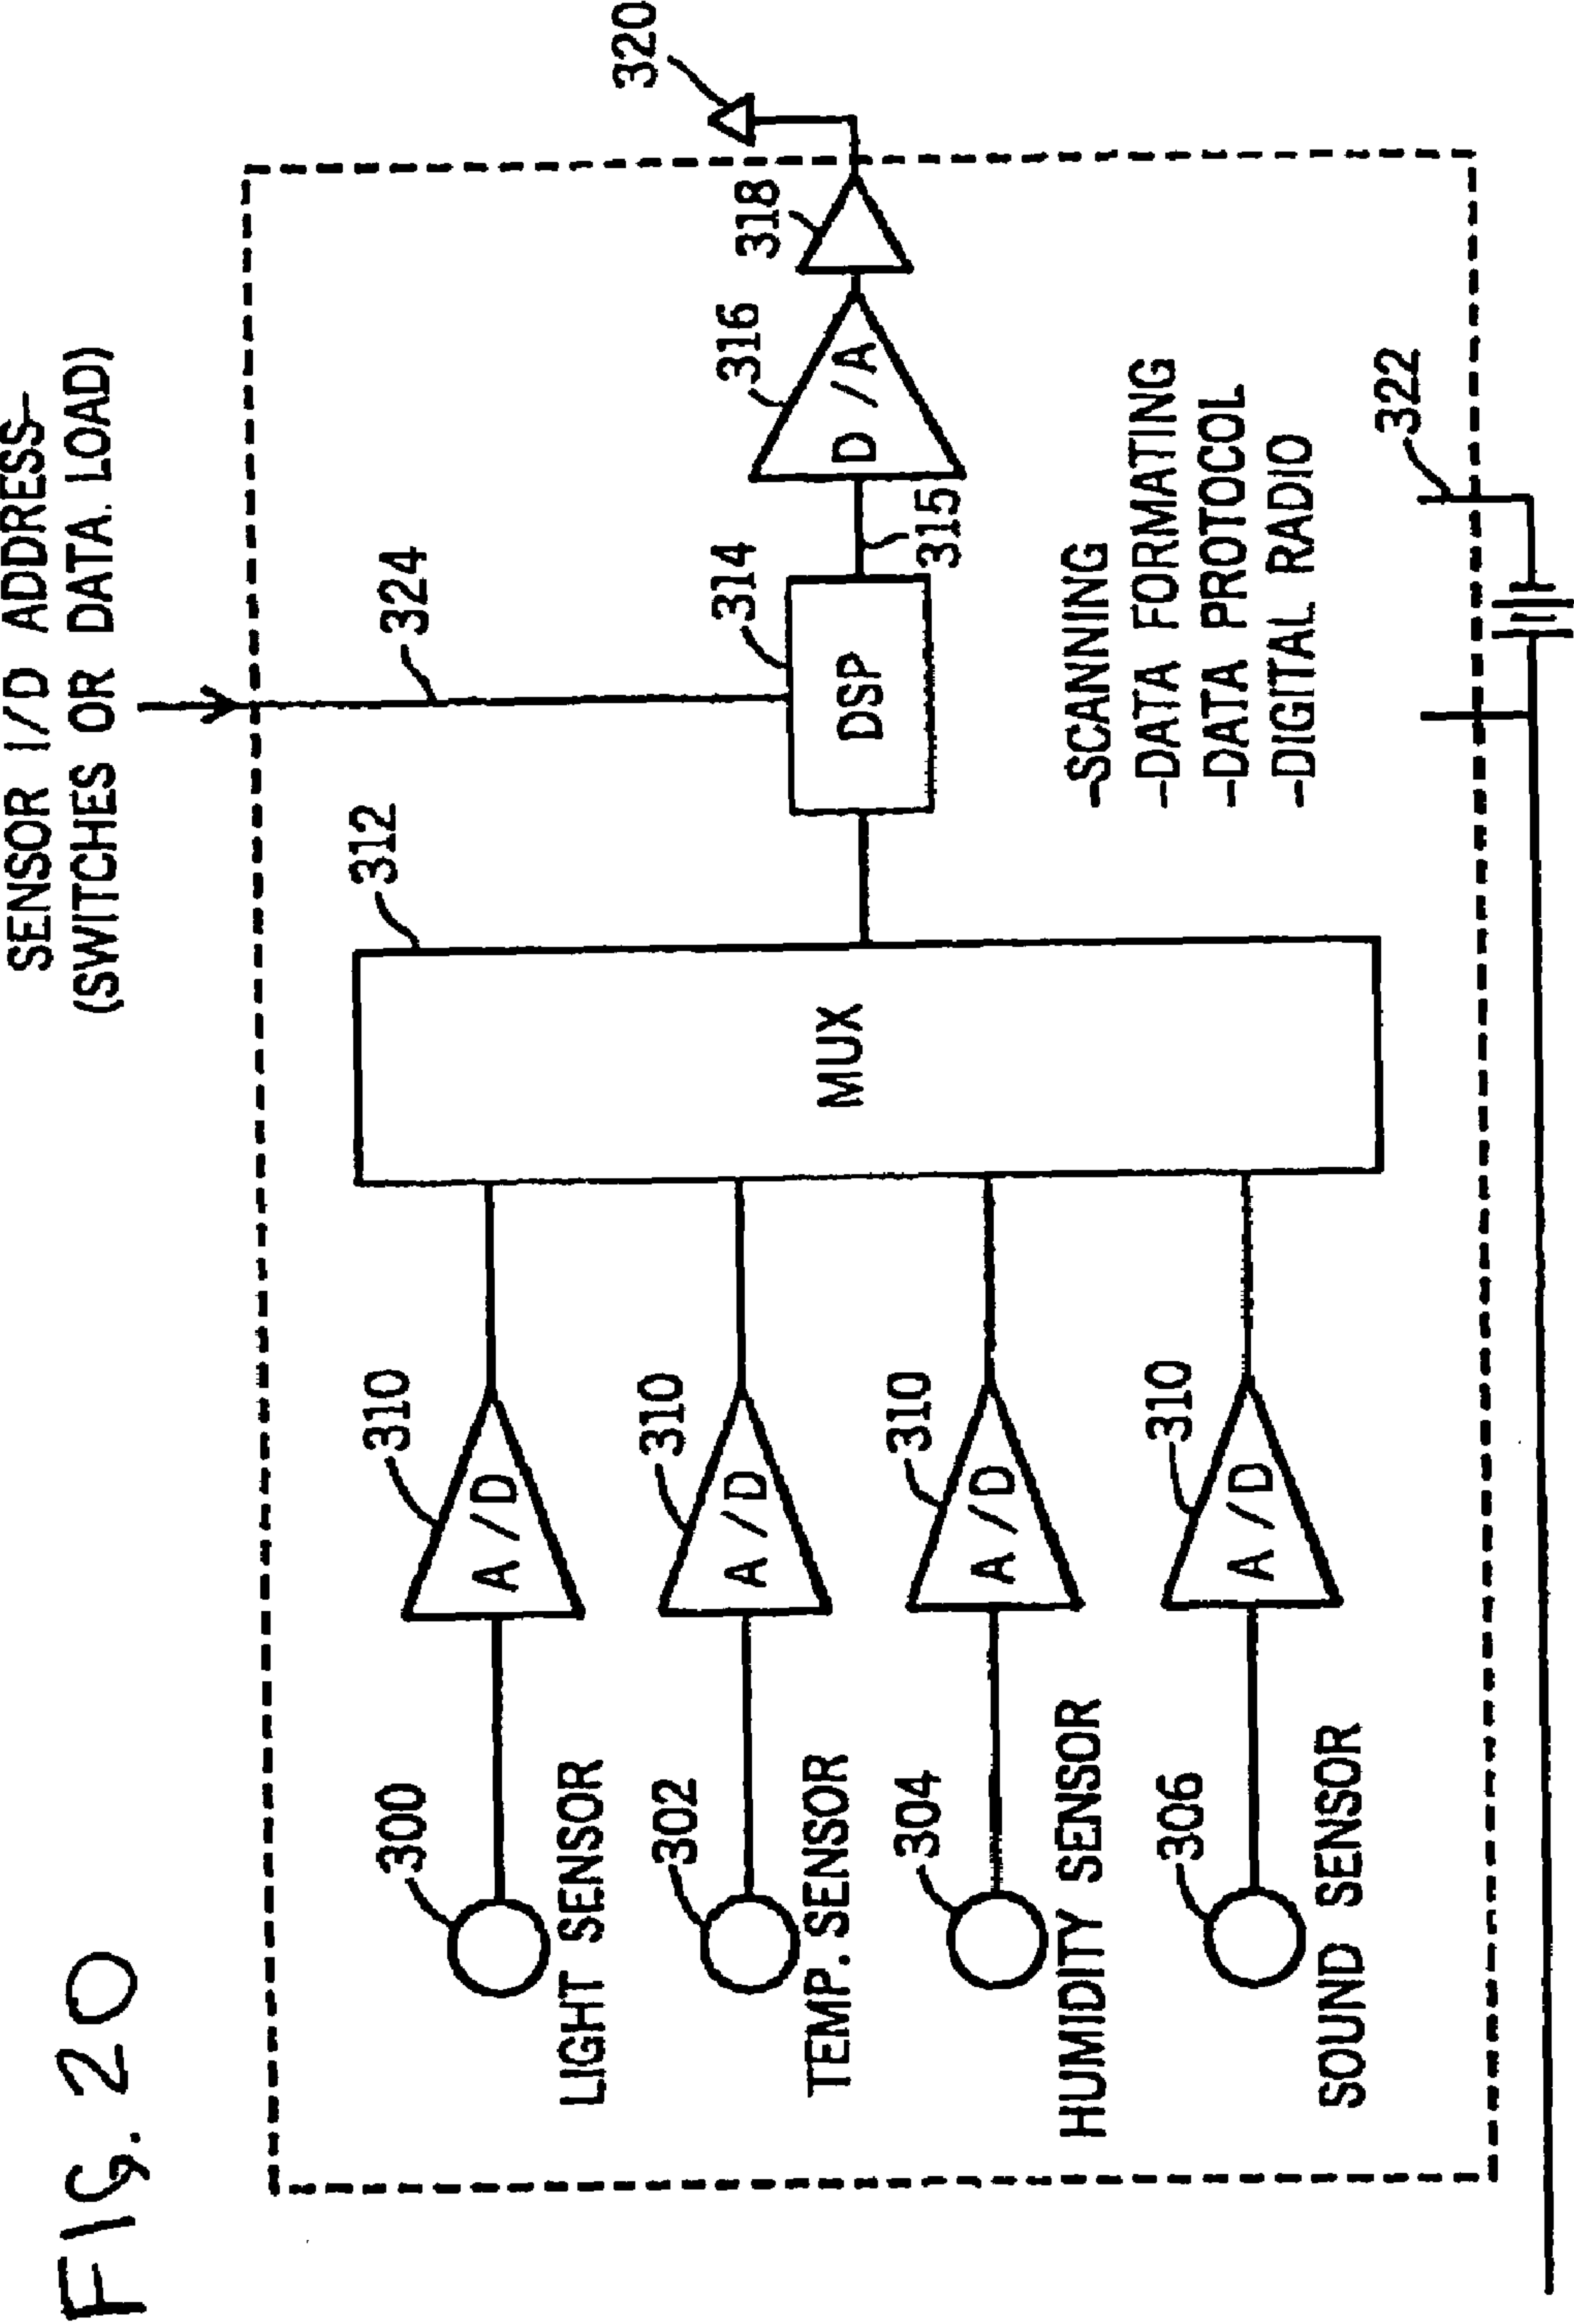 FIG. 20
SENSOR I/D ADDRESS-
(SWITCHES OR DATA LOAD)
324
300
LIGHT SENSOR
310
A/D
302
TEMP. SENSOR
310
A/D
304
HUMIDITY SENSOR
310
A/D
306
SOUND SENSOR
310
A/D
312
MUX
314
DSP
315
316
D/A
318
320
-SCANNING
-DATA FORMATING
-DATA PROTOCOL
-DIGITAL RADIO
322